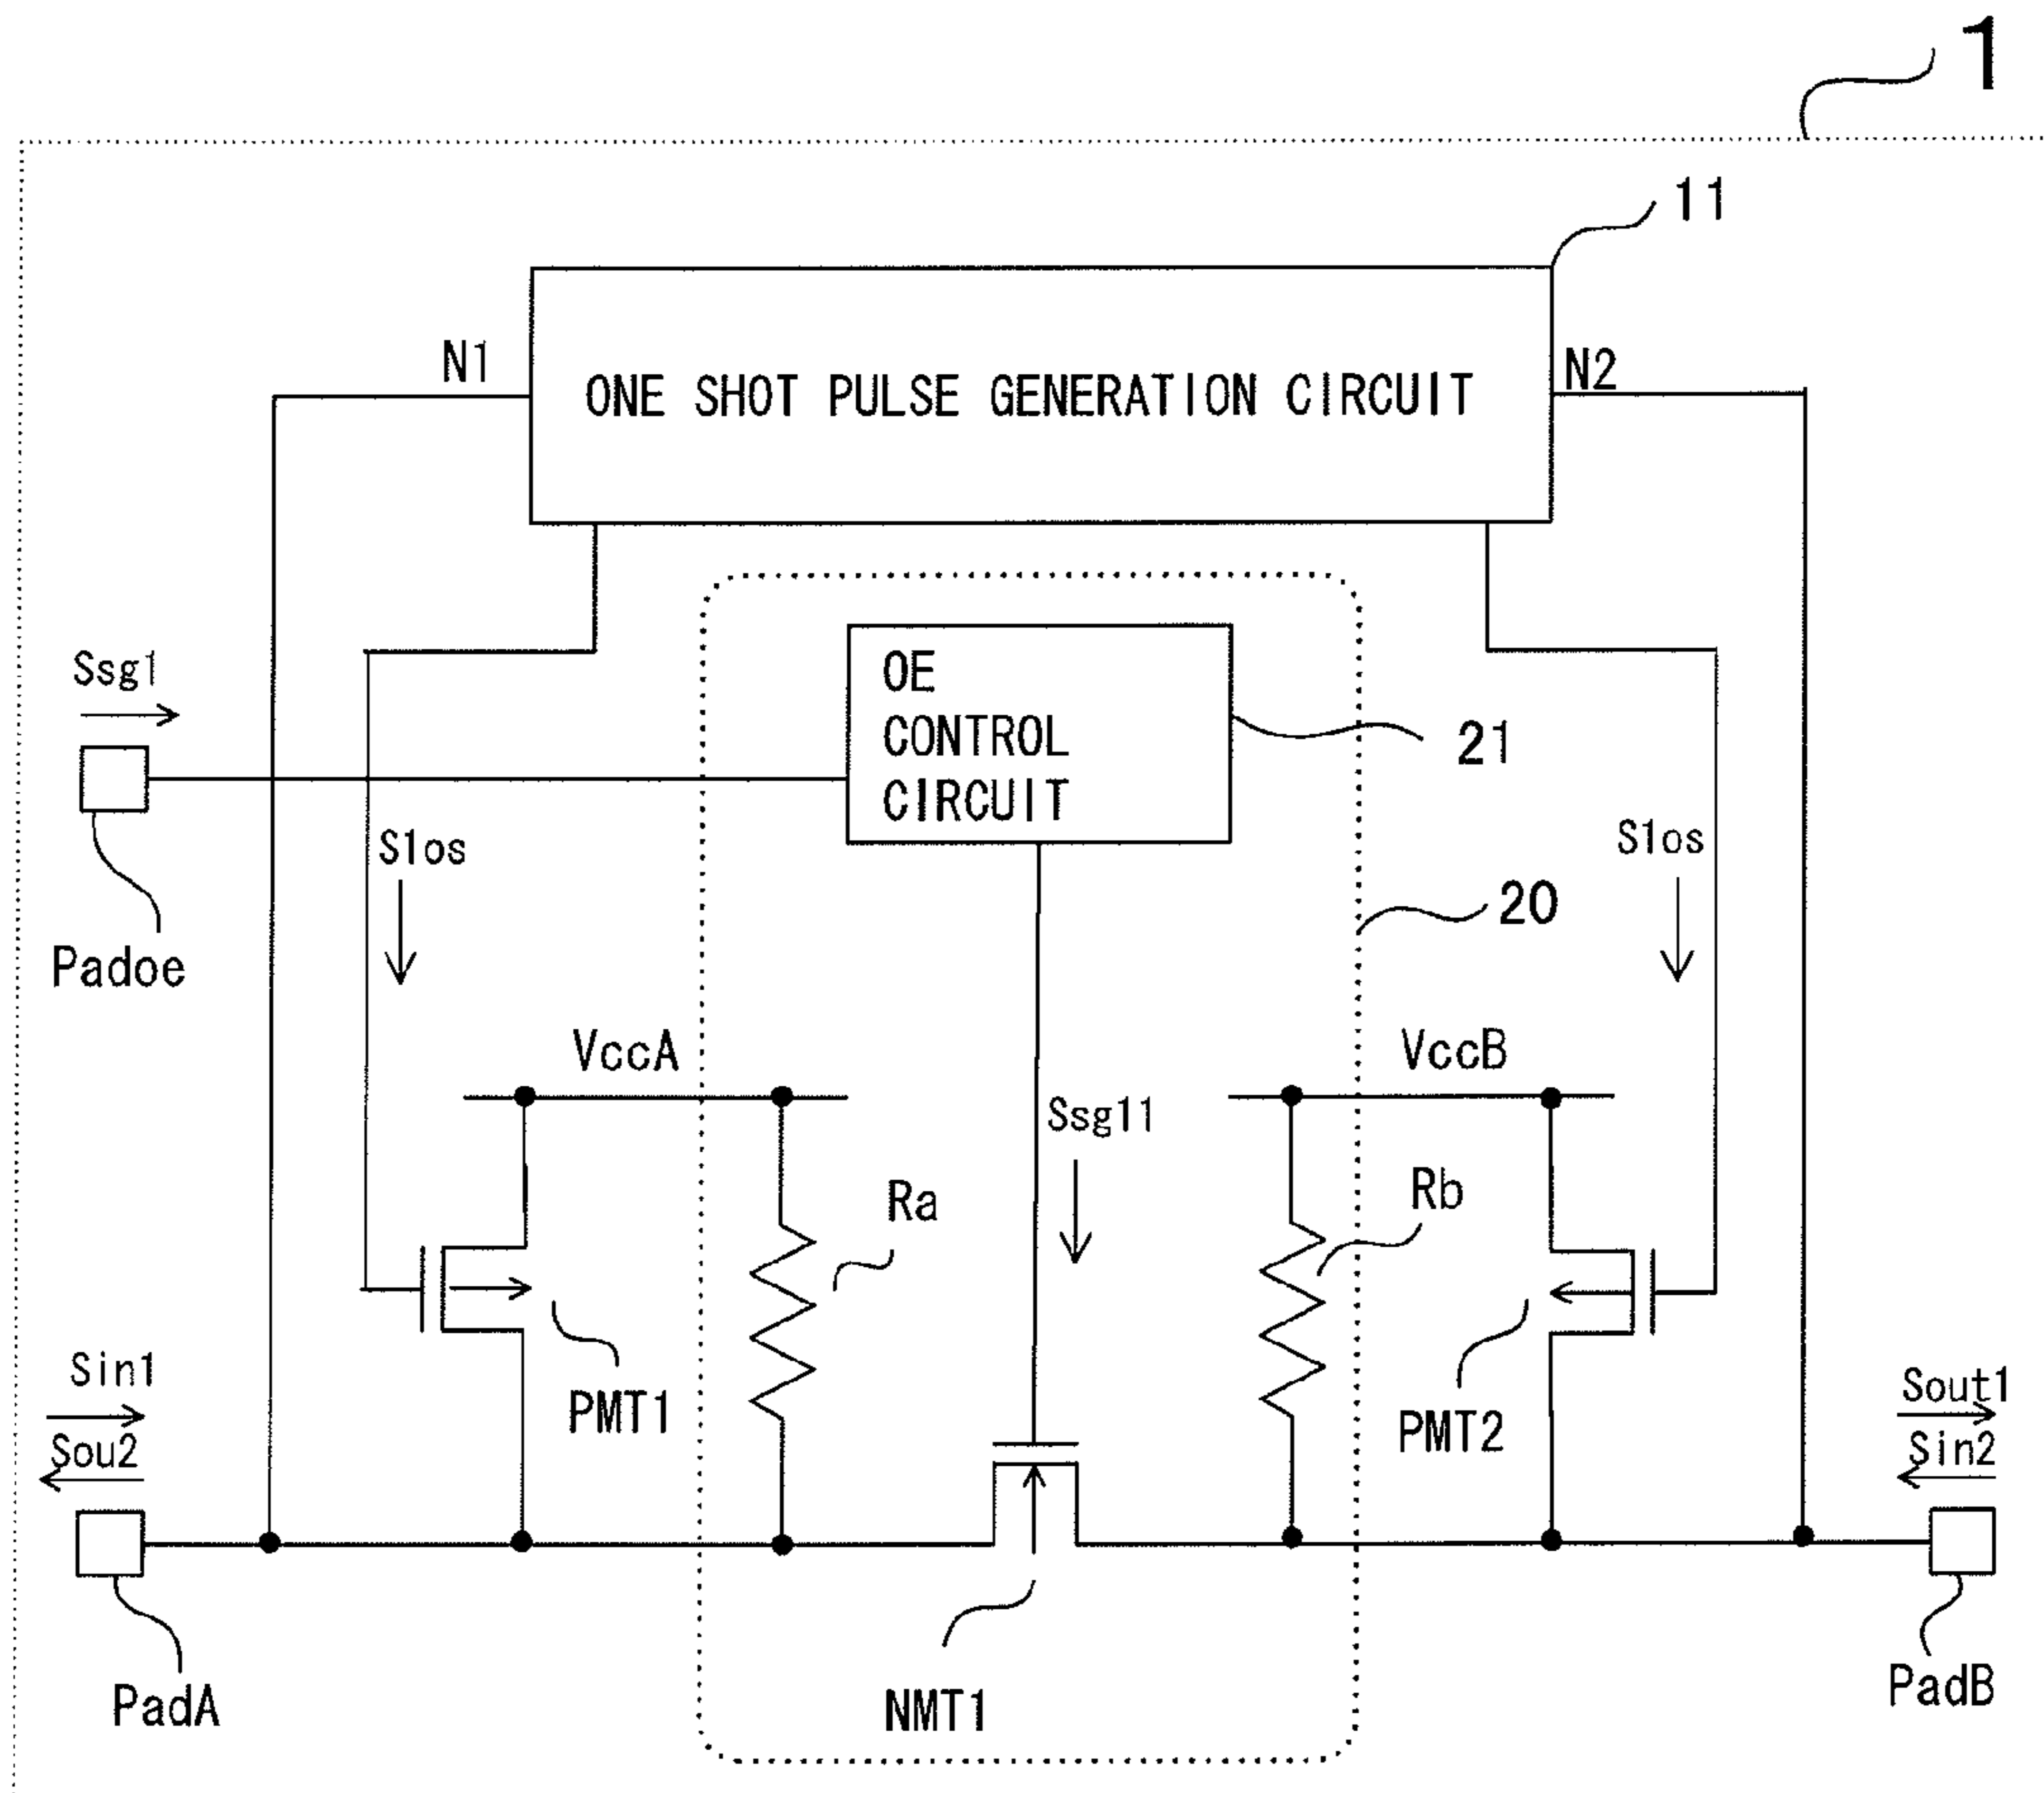 1
11
N1
ONE SHOT PULSE GENERATION CIRCUIT
N2
Ssg1
OE
CONTROL
CIRCUIT
21
S1os
S1os
20
Padoe
VccA
VccB
Ssg11
Ra
Rb
Sin1
PMT1
Sout1
Sou2
PMT2
Sin2
PadA
NMT1
PadB